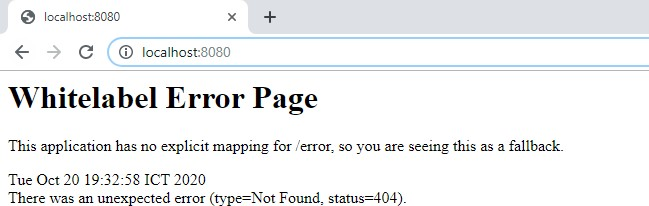 localhost:8080
localhost:8080
Whitelabel Error Page
This application has no explicit mapping for /error, so you are seeing this as a fallback.
Tue Oct 20 19:32:58 ICT 2020
There was an unexpected error (type=Not Found, status=404).